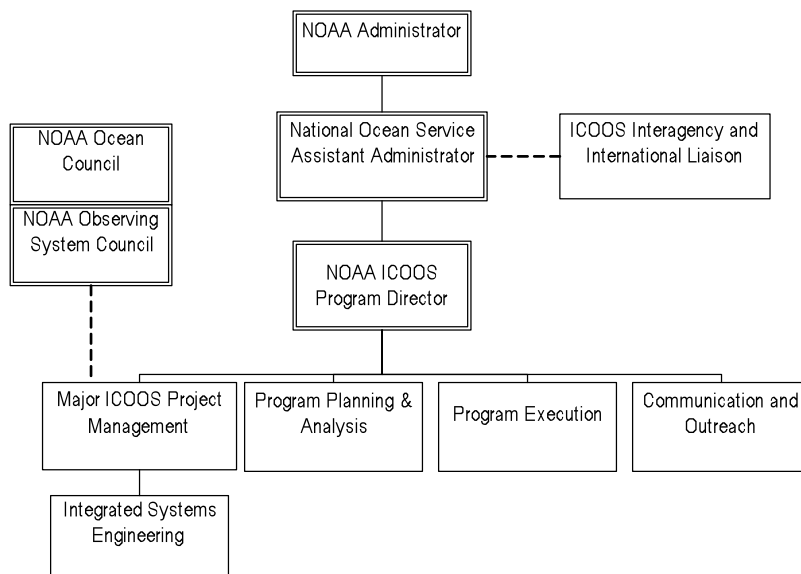 NOAA Administrator
National Ocean Service
Assistant Administrator
ICOOS Interagency and
International Liaison
NOAA Ocean
Council
NOAA Observing
System Council
NOAA ICOOS
Program Director
Major ICOOS Project
Management
Program Planning &
Analysis
Program Execution
Communication and
Outreach
Integrated Systems
Engineering